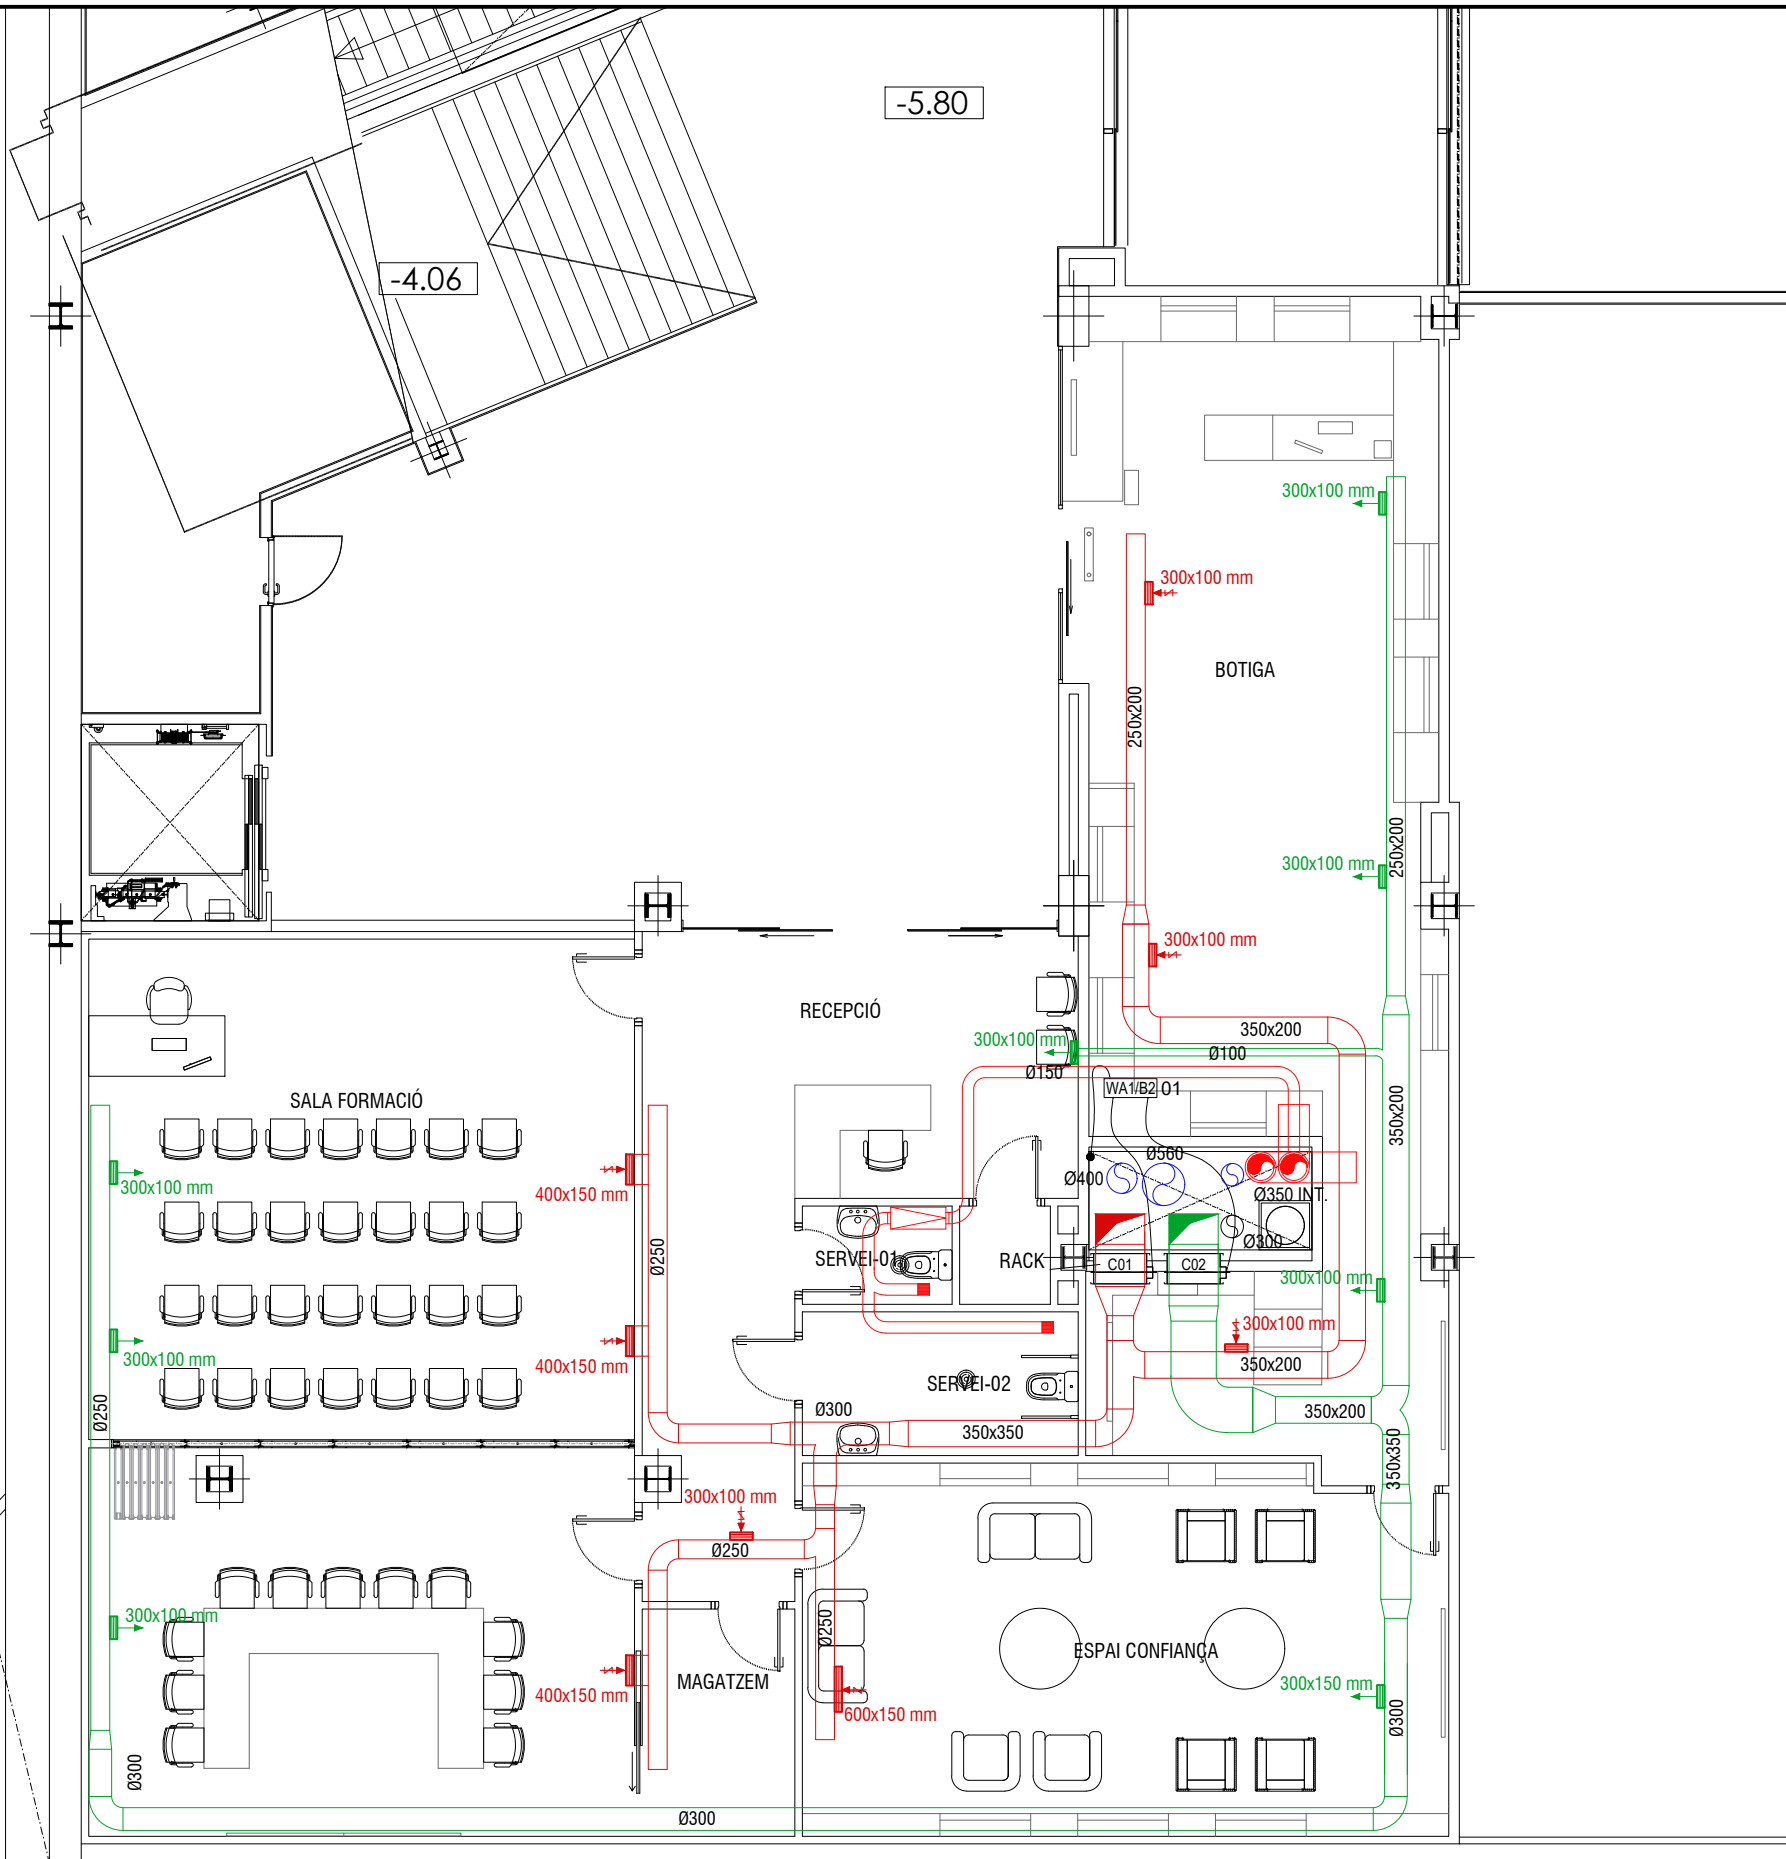 -5.80
-4.06
300x100 mm
300x100 mm
BOTIGA
250x200
250x200
300x100 mm
300x100 mm
RECEPCIÓ
350x200
300x100 mm
Ø100
Ø150
WA1/B2 01
SALA FORMACIÓ
350x200
Ø560
Ø400
300x100 mm
400x150 mm
Ø350 INT.
Ø250
Ø300
SERVEI-01
RACK
C01
C02
300x100 mm
300x100 mm
300x100 mm
400x150 mm
350x200
SERVEI-02
Ø250
Ø300
350x200
350x350
350x350
300x100 mm
Ø250
300x100 mm
Ø250
ESPAI CONFIANÇA
MAGATZEM
300x150 mm
400x150 mm
600x150 mm
Ø300
Ø300
Ø300